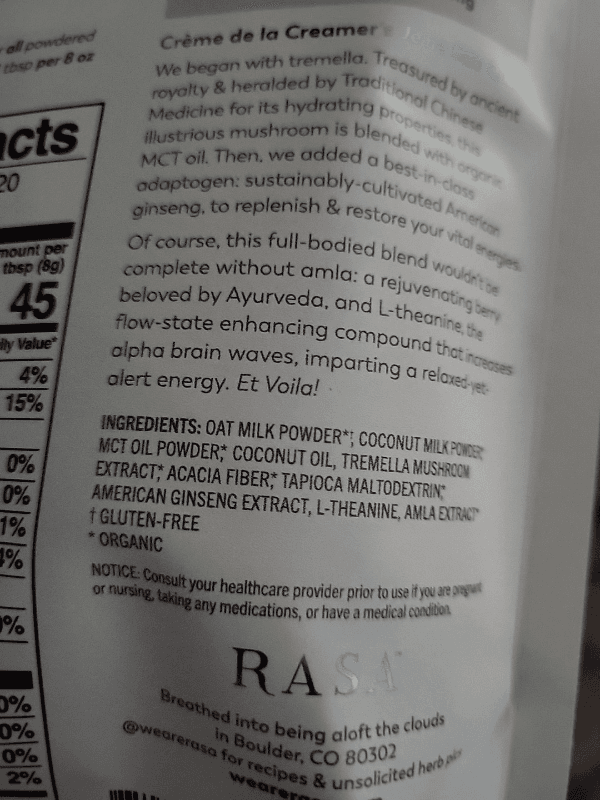 all powdered
tbsp per 8 oz
cts
20
mount per
tbsp (8g)
45
ily Value*
4%
15%
0%
0%
1%
4%
%
0%
0%
0%
2%
Crème de la Creamer
We began with tremella. Treasured by ancient
royalty & heralded by Traditional Chinese
Medicine for its hydrating properties, this
illustrious mushroom is blended with organic
MCT oil. Then, we added a best-in-class
adaptogen: sustainably-cultivated American
ginseng, to replenish & restore your vital energies.
Of course, this full-bodied blend wouldn't be
complete without amla: a rejuvenating berry
beloved by Ayurveda, and L-theanine, the
flow-state enhancing compound that increases
alpha brain waves, imparting a relaxed-yet-
alert energy. Et Voila!
INGREDIENTS: OAT MILK POWDER*†, COCONUT MILK POWDER*,
MCT OIL POWDER,* COCONUT OIL, TREMELLA MUSHROOM
EXTRACT,* ACACIA FIBER,* TAPIOCA MALTODEXTRIN,*
AMERICAN GINSENG EXTRACT, L-THEANINE, AMLA EXTRACT*
† GLUTEN-FREE
* ORGANIC
NOTICE: Consult your healthcare provider prior to use if you are pregnant
or nursing, taking any medications, or have a medical condition.
RASA
Breathed into being aloft the clouds
in Boulder, CO 80302
@wearerasa for recipes & unsolicited herb
weareras